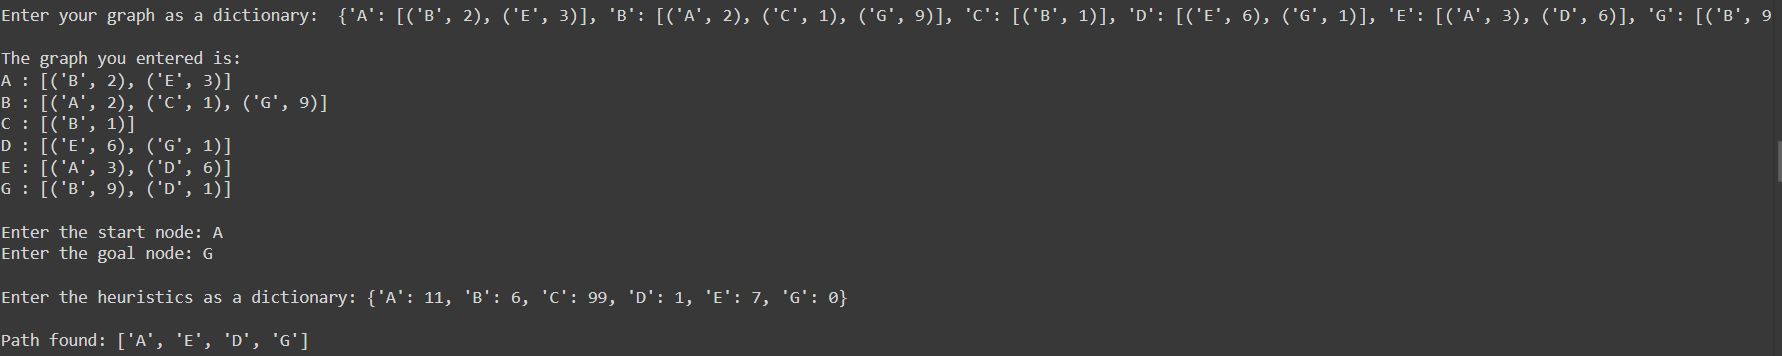 Enter your graph as a dictionary:  {'A': [('B', 2), ('E', 3)], 'B': [('A', 2), ('C', 1), ('G', 9)], 'C': [('B', 1)], 'D': [('E', 6), ('G', 1)], 'E': [('A', 3), ('D', 6)], 'G': [('B', 9
The graph you entered is:
A : [('B', 2), ('E', 3)]
B : [('A', 2), ('C', 1), ('G', 9)]
C : [('B', 1)]
D : [('E', 6), ('G', 1)]
E : [('A', 3), ('D', 6)]
G : [('B', 9), ('D', 1)]
Enter the start node: A
Enter the goal node: G
Enter the heuristics as a dictionary: {'A': 11, 'B': 6, 'C': 99, 'D': 1, 'E': 7, 'G': 0}
Path found: ['A', 'E', 'D', 'G']